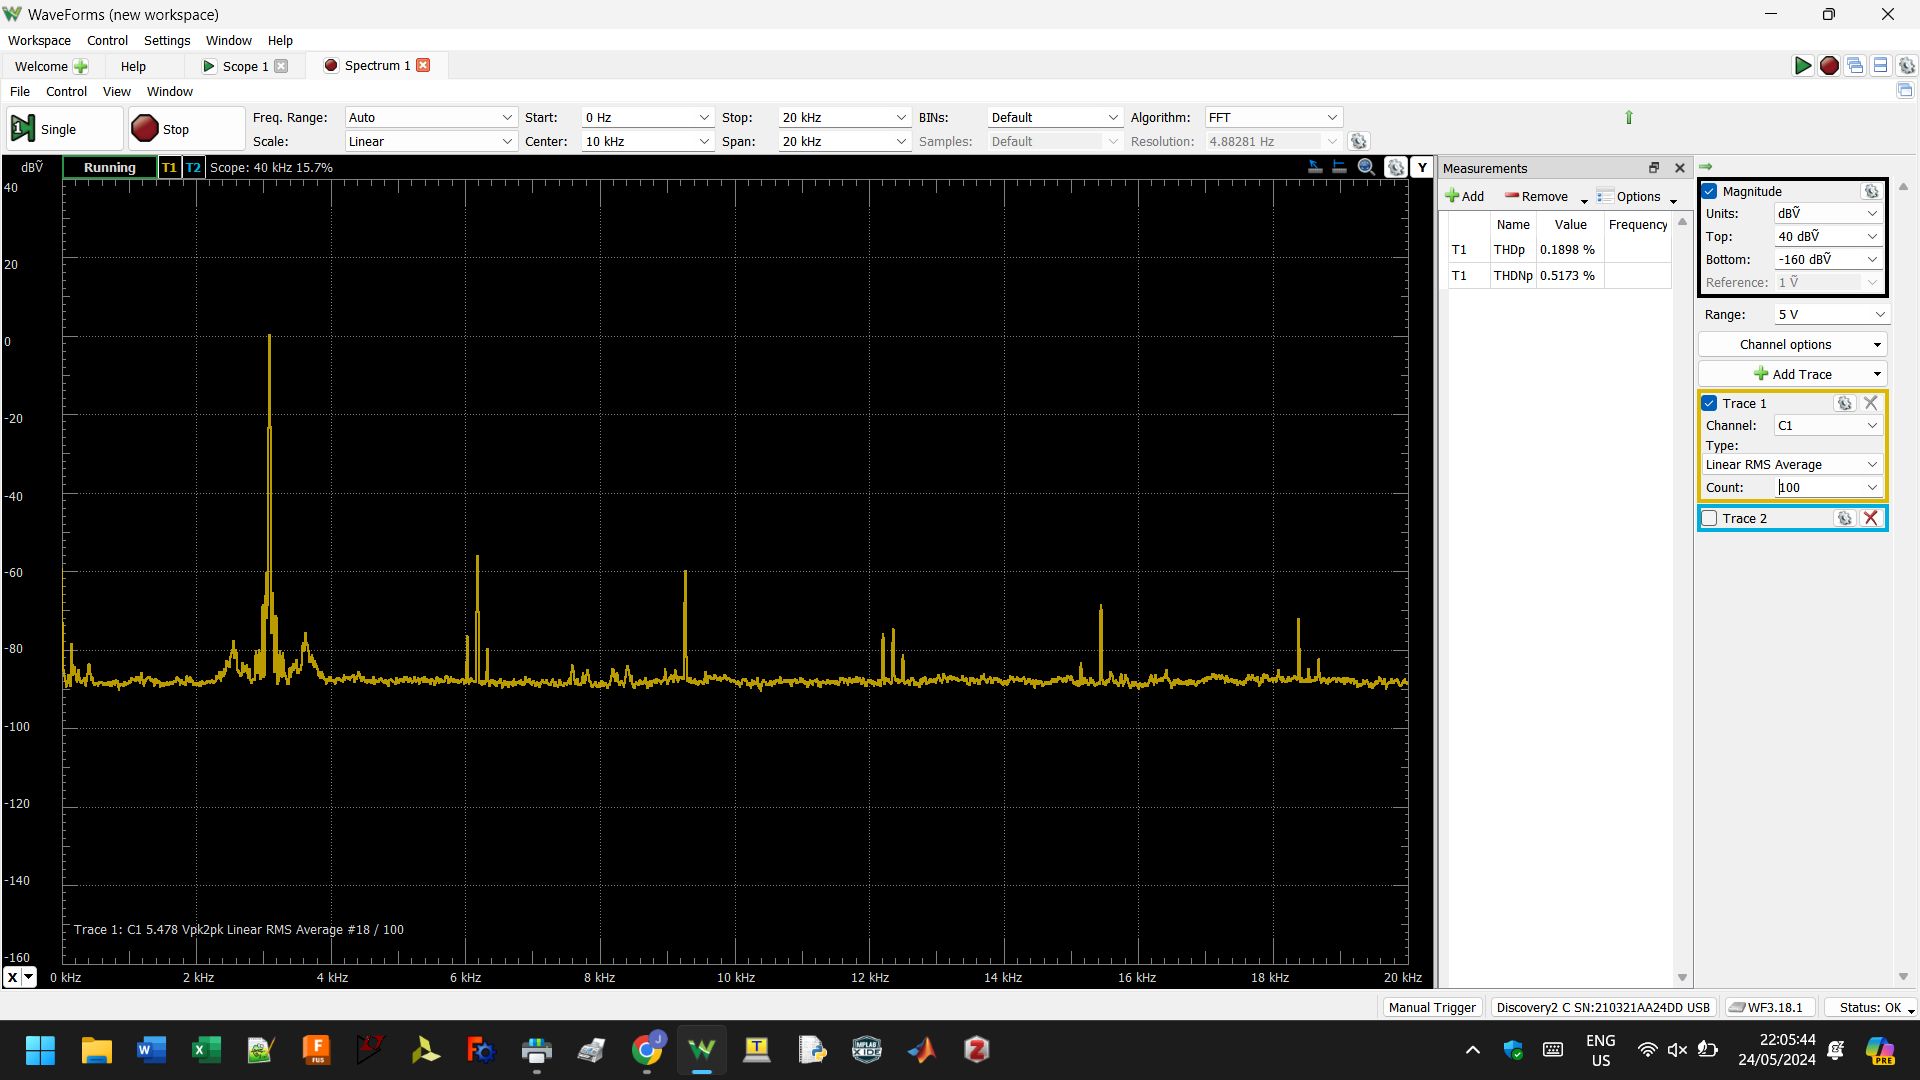 WaveForms (new workspace)
Workspace Control Settings Window Help
Welcome Help Scope 1 Spectrum 1
File Control View Window
Single Stop
Freq. Range: Auto Start: 0 Hz Stop: 20 kHz BINs: Default Algorithm: FFT
Scale: Linear Center: 10 kHz Span: 20 kHz Samples: Default Resolution: 4.88281 Hz
dBṼ Running T1 T2 Scope: 40 kHz 15.7% Y
40
20
0
-20
-40
-60
-80
-100
-120
-140
-160
Trace 1: C1 5.478 Vpk2pk Linear RMS Average #18 / 100
X 0 kHz 2 kHz 4 kHz 6 kHz 8 kHz 10 kHz 12 kHz 14 kHz 16 kHz 18 kHz 20 kHz
Measurements
Add Remove Options
Name Value Frequency
T1 THDp 0.1898 %
T1 THDNp 0.5173 %
Magnitude
Units: dBṼ
Top: 40 dBṼ
Bottom: -160 dBṼ
Reference: 1 Ṽ
Range: 5 V
Channel options
Add Trace
Trace 1
Channel: C1
Type:
Linear RMS Average
Count: 100
Trace 2
Manual Trigger Discovery2 C SN:210321AA24DD USB WF3.18.1 Status: OK
ENG
US
22:05:44
24/05/2024